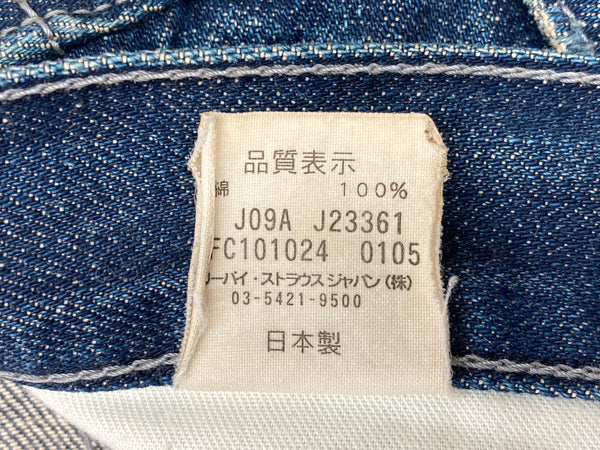 品質表示
綿 100%
J09A J23361
FC101024 0105
リーバイ・ストラウスジャパン(株)
03-5421-9500
日本製